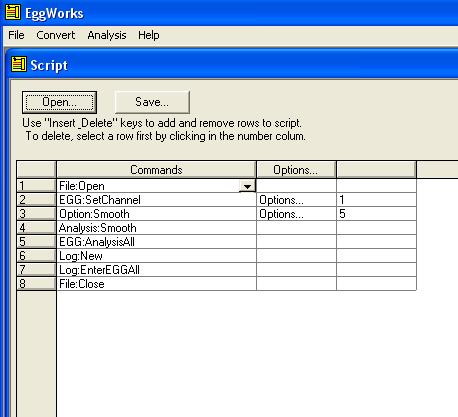 EggWorks
File Convert Analysis Help
Script
Open... Save...
Use "Insert_Delete" keys to add and remove rows to script.
To delete, select a row first by clicking in the number colum.
Commands Options...
1 File:Open
2 EGG:SetChannel Options... 1
3 Option:Smooth Options... 5
4 Analysis:Smooth
5 EGG:AnalysisAll
6 Log:New
7 Log:EnterEGGAll
8 File:Close